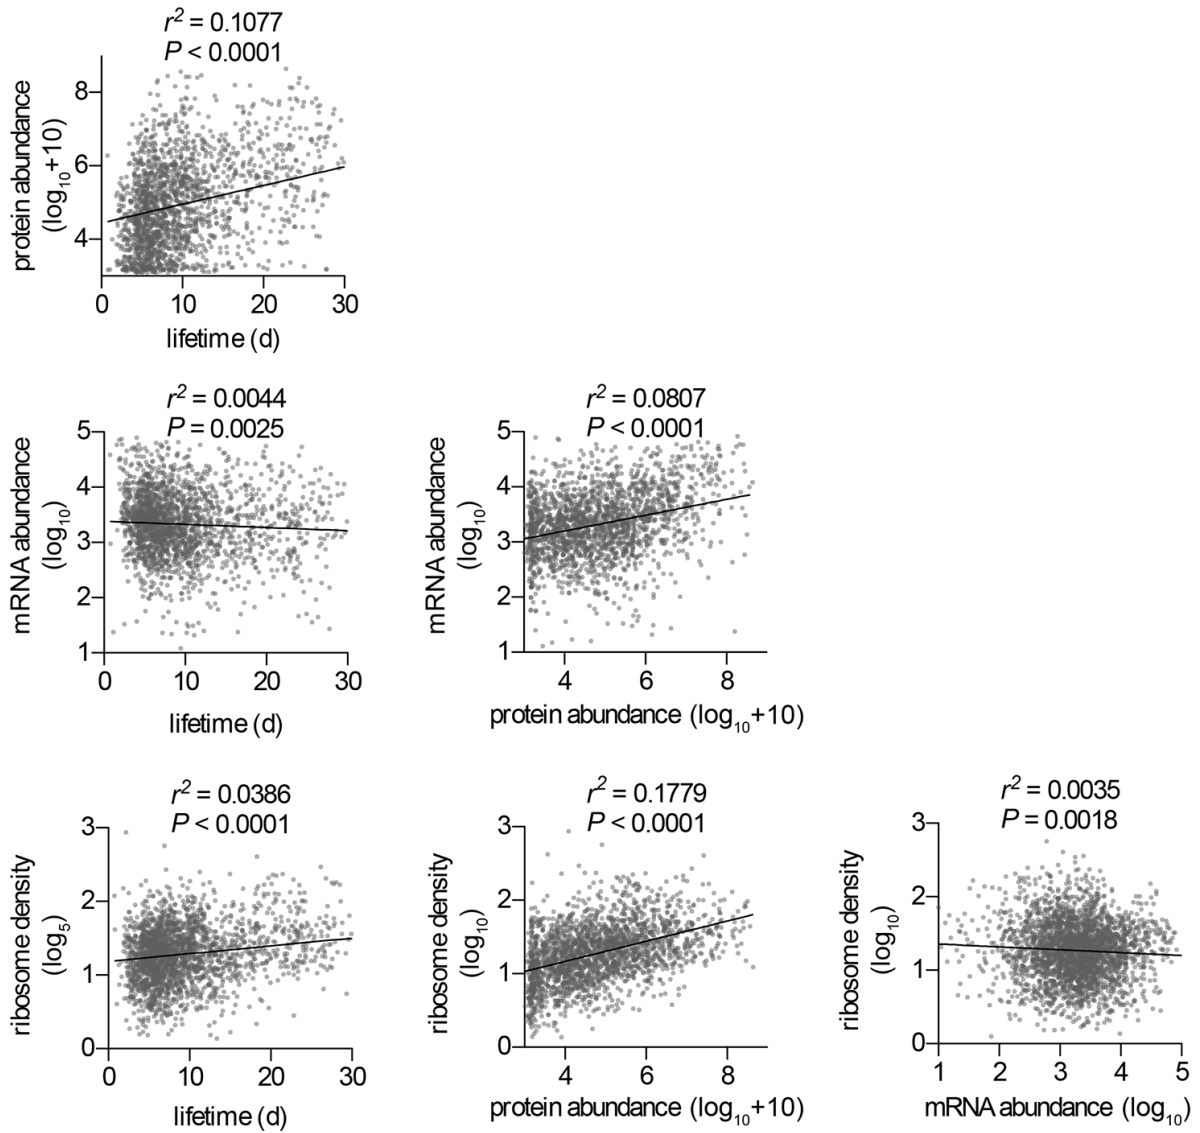 r² = 0.1077
P < 0.0001
protein abundance
(log₁₀+10)
8
6
4
0 10 20 30
lifetime (d)
r² = 0.0044
P = 0.0025
mRNA abundance
(log₁₀)
5
4
3
2
1
0 10 20 30
lifetime (d)
r² = 0.0807
P < 0.0001
mRNA abundance
(log₁₀)
5
4
3
2
1
4 6 8
protein abundance (log₁₀+10)
r² = 0.0386
P < 0.0001
ribosome density
(log₅)
3
2
1
0
0 10 20 30
lifetime (d)
r² = 0.1779
P < 0.0001
ribosome density
(log₁₀)
3
2
1
0
4 6 8
protein abundance (log₁₀+10)
r² = 0.0035
P = 0.0018
ribosome density
(log₁₀)
3
2
1
0
1 2 3 4 5
mRNA abundance (log₁₀)